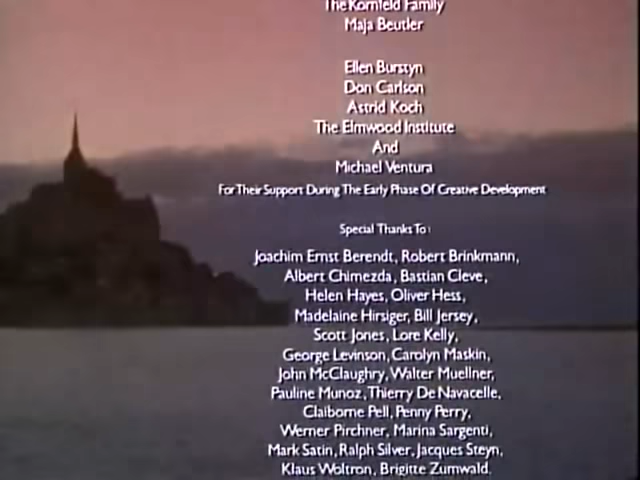 The Kornfeld Family
Maja Beutler
Ellen Burstyn
Don Carlson
Astrid Koch
The Elmwood Institute
And
Michael Ventura
For Their Support During The Early Phase Of Creative Development
Special Thanks To:
Joachim Ernst Berendt, Robert Brinkmann,
Albert Chimezda, Bastian Cleve,
Helen Hayes, Oliver Hess,
Madelaine Hirsiger, Bill Jersey,
Scott Jones, Lore Kelly,
George Levinson, Carolyn Maskin,
John McClaughry, Walter Muellner,
Pauline Munoz, Thierry De Navacelle,
Claiborne Pell, Penny Perry,
Werner Pirchner, Marina Sargenti,
Mark Satin, Ralph Silver, Jacques Steyn,
Klaus Woltron, Brigitte Zumwald.